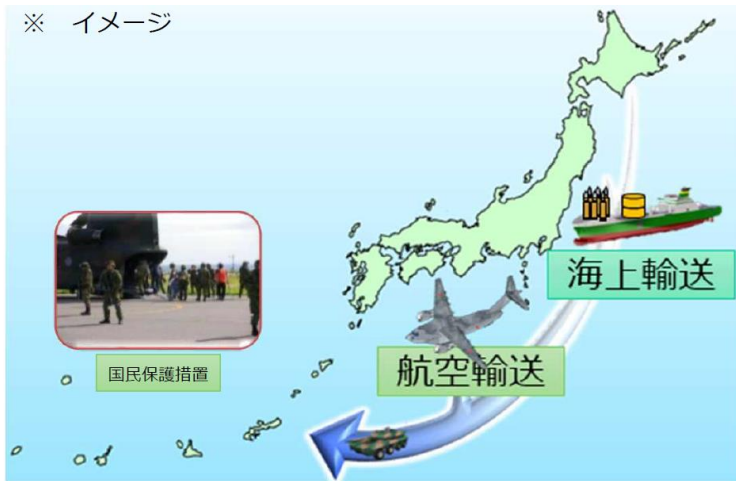 ※ イメージ
海上輸送
航空輸送
国民保護措置